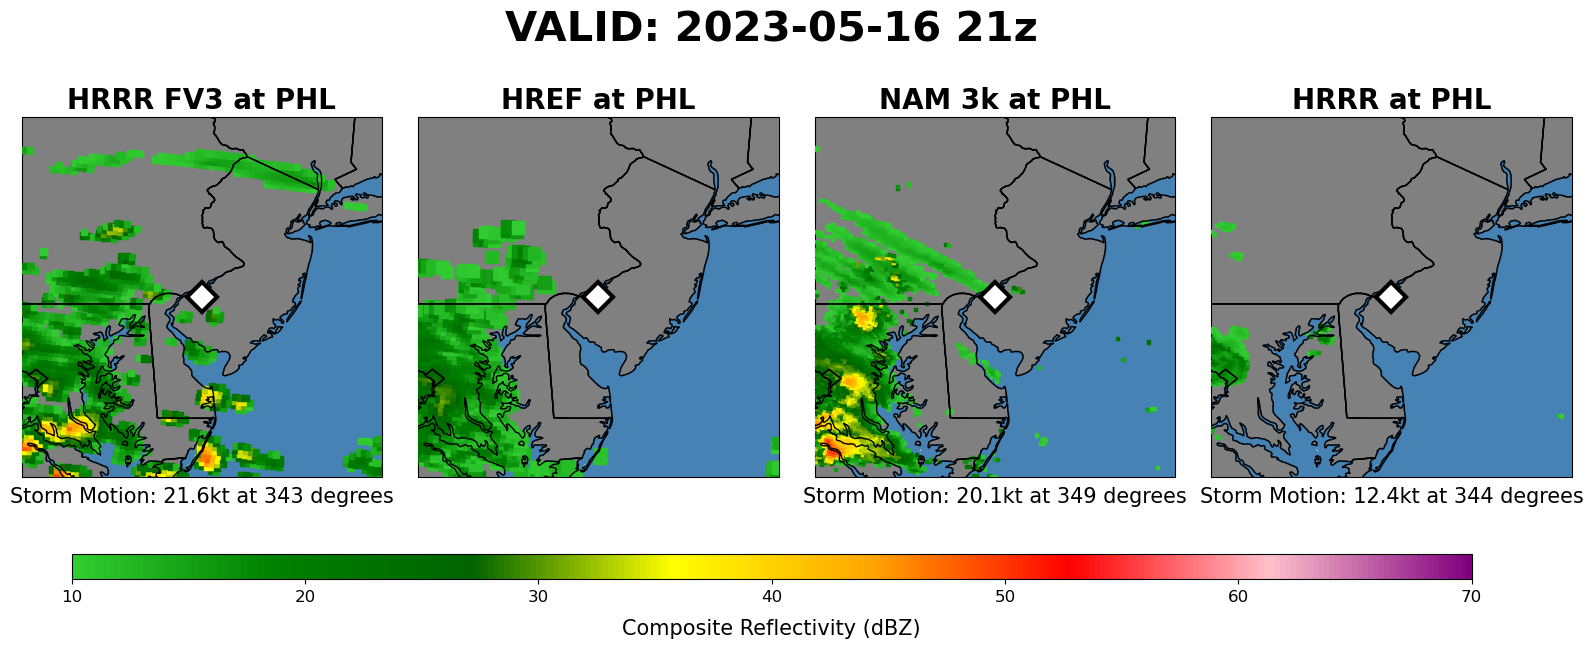 VALID: 2023-05-16 21z
HRRR FV3 at PHL
HREF at PHL
NAM 3k at PHL
HRRR at PHL
Storm Motion: 21.6kt at 343 degrees
Storm Motion: 20.1kt at 349 degrees
Storm Motion: 12.4kt at 344 degrees
10 20 30 40 50 60 70
Composite Reflectivity (dBZ)